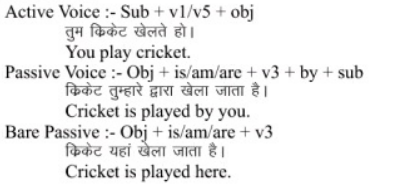 Active Voice :- Sub + v1/v5 + obj
तुम क्रिकेट खेलते हो।
You play cricket.
Passive Voice :- Obj + is/am/are + v3 + by + sub
क्रिकेट तुम्हारे द्वारा खेला जाता है।
Cricket is played by you.
Bare Passive :- Obj + is/am/are + v3
क्रिकेट यहां खेला जाता है।
Cricket is played here.